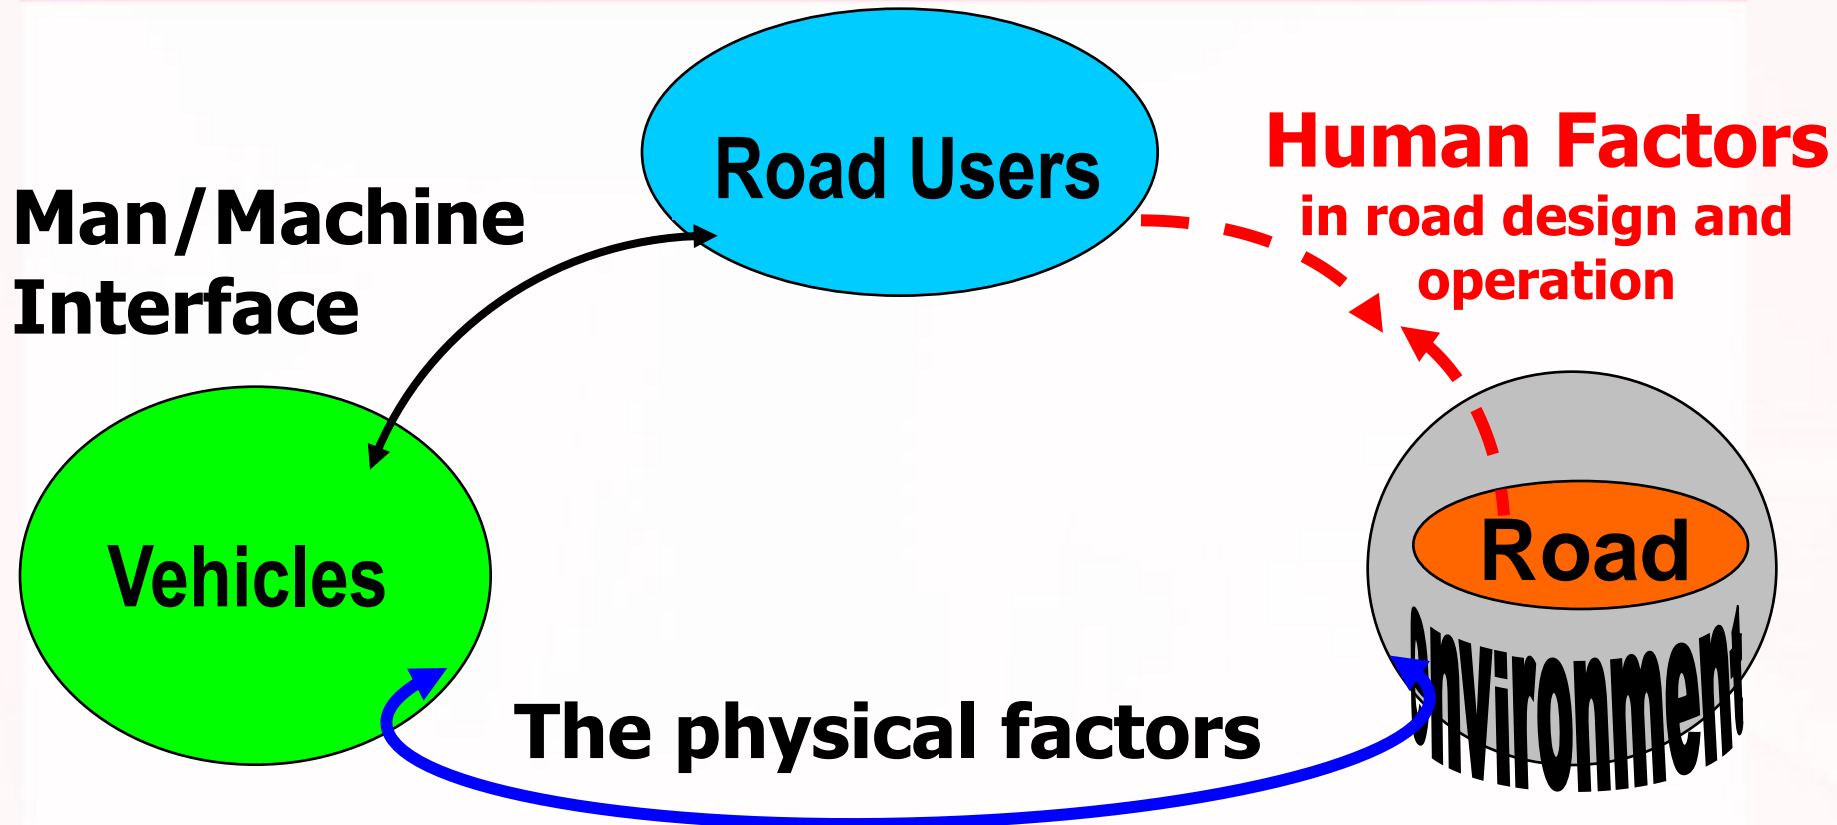 Road Users
Human Factors
in road design and
operation
Man/Machine
Interface
Vehicles
Road
environment
The physical factors